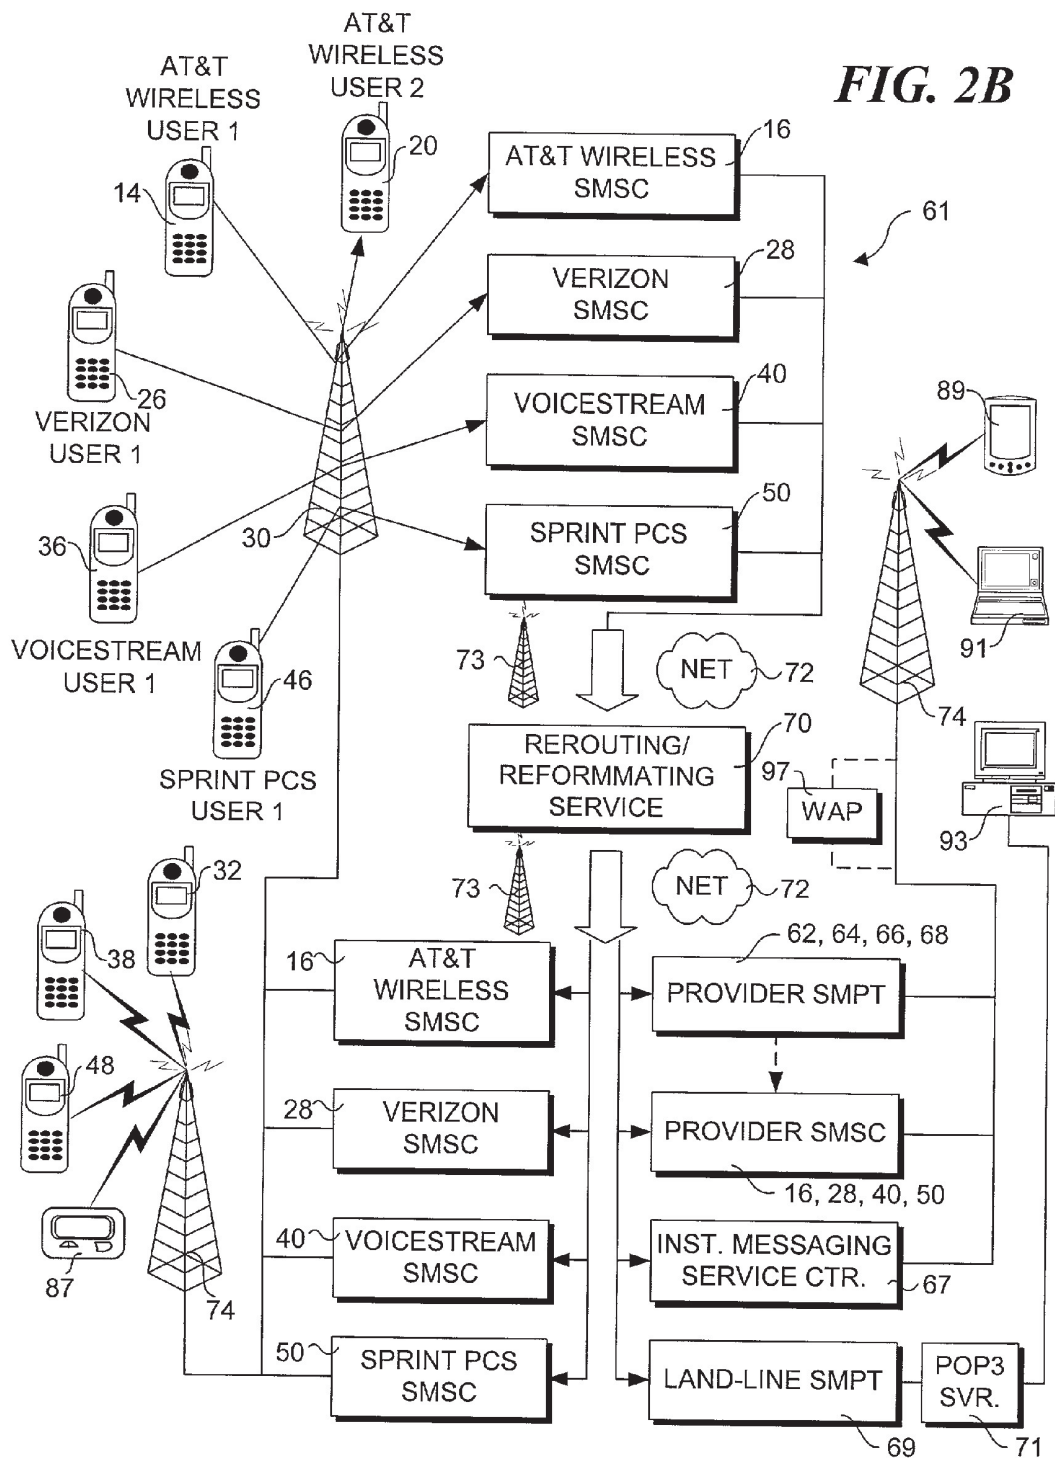 FIG. 2B
AT&T
WIRELESS
USER 2
AT&T
WIRELESS
USER 1
20
14
AT&T WIRELESS
SMSC
16
61
VERIZON
SMSC
28
26
VERIZON
USER 1
VOICESTREAM
SMSC
40
89
30
SPRINT PCS
SMSC
50
36
VOICESTREAM
USER 1
46
SPRINT PCS
USER 1
73
NET
72
91
74
REROUTING/
REFORMMATING
SERVICE
70
97
WAP
93
32
73
NET
72
38
16
AT&T
WIRELESS
SMSC
62, 64, 66, 68
PROVIDER SMPT
48
28
VERIZON
SMSC
PROVIDER SMSC
16, 28, 40, 50
87
74
40
VOICESTREAM
SMSC
INST. MESSAGING
SERVICE CTR.
67
50
SPRINT PCS
SMSC
LAND-LINE SMPT
69
POP3
SVR.
71